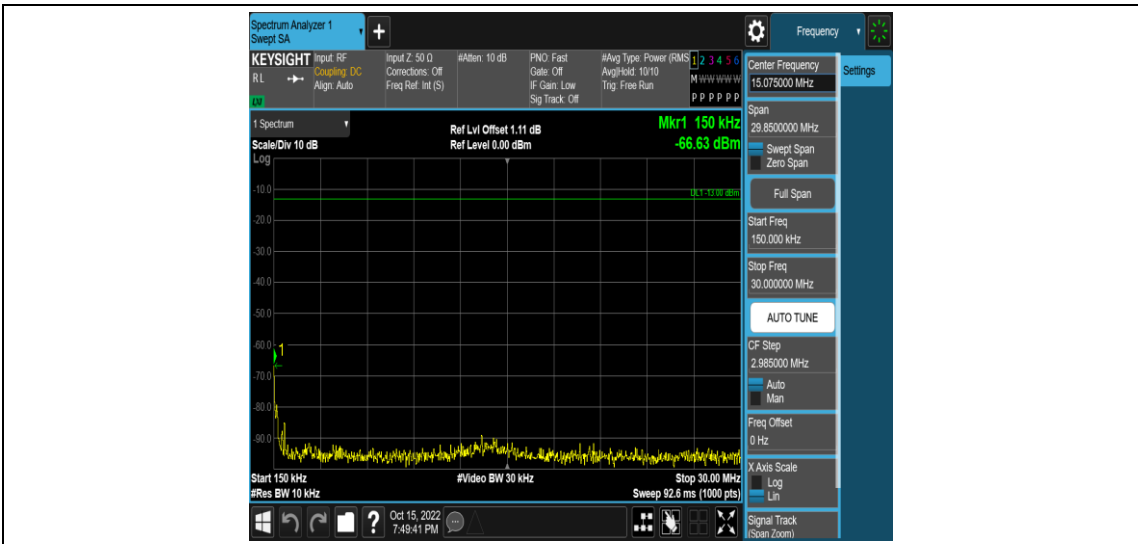 Spectrum Analyzer 1
Swept SA
+
Frequency
KEYSIGHT
RL
LXI
Input: RF
Coupling: DC
Align: Auto
Input Z: 50 Ω
Corrections: Off
Freq Ref: Int (S)
#Atten: 10 dB
PNO: Fast
Gate: Off
IF Gain: Low
Sig Track: Off
#Avg Type: Power (RMS
Avg|Hold: 10/10
Trig: Free Run
1 2 3 4 5 6
M W W W W W
P P P P P P
Center Frequency
15.075000 MHz
Settings
1 Spectrum
Scale/Div 10 dB
Ref Lvl Offset 1.11 dB
Ref Level 0.00 dBm
Mkr1 150 kHz
-66.63 dBm
Span
29.8500000 MHz
Swept Span
Zero Span
Full Span
Start Freq
150.000 kHz
Stop Freq
30.000000 MHz
AUTO TUNE
CF Step
2.985000 MHz
Auto
Man
Freq Offset
0 Hz
X Axis Scale
Log
Lin
Signal Track
(Span Zoom)
Log
DL1 -13.00 dBm
-10.0
-20.0
-30.0
-40.0
-50.0
-60.0
1
-70.0
-80.0
-90.0
Start 150 kHz
#Video BW 30 kHz
Stop 30.00 MHz
#Res BW 10 kHz
Sweep 92.6 ms (1000 pts)
?
Oct 15, 2022
7:49:41 PM